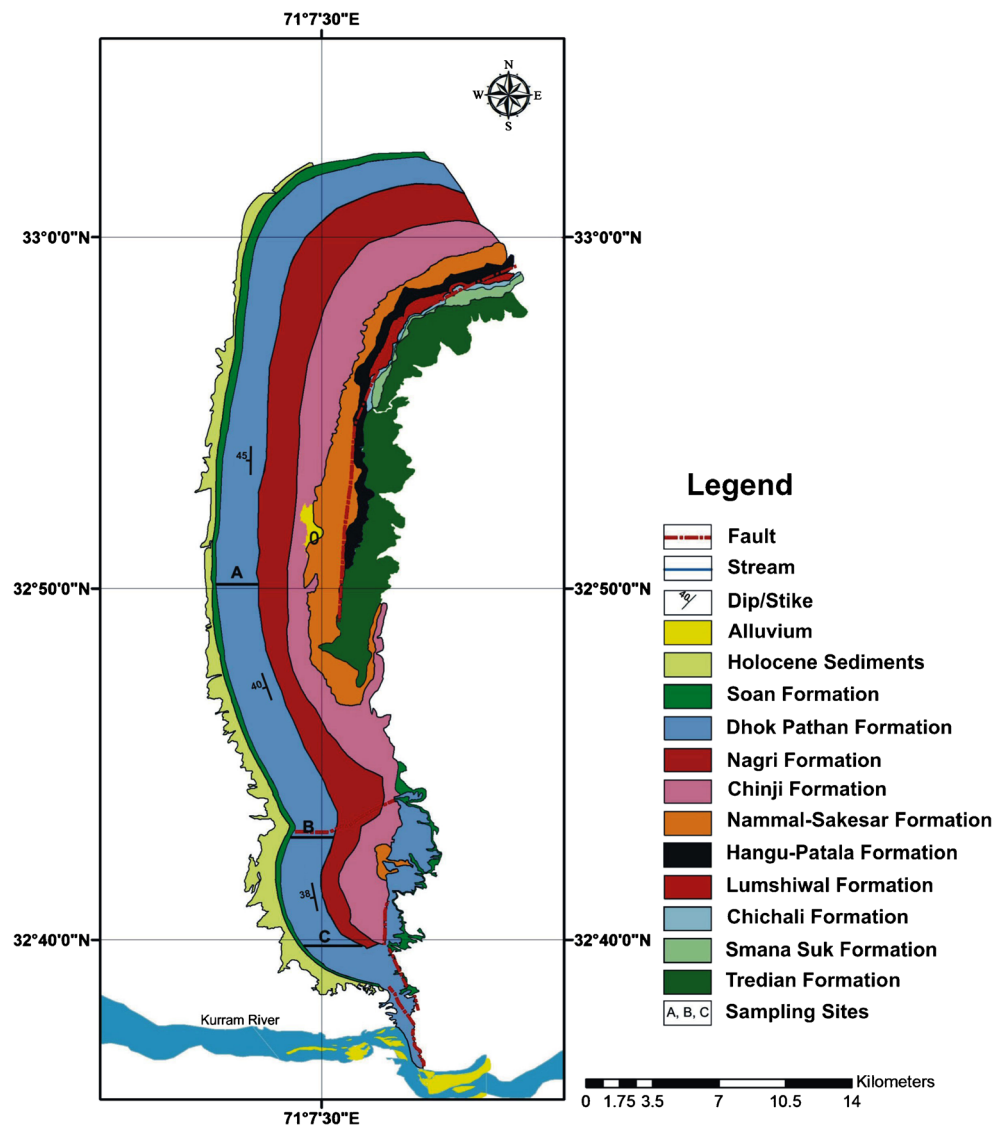 71°7'30"E
N
W E
S
33°0'0"N 33°0'0"N
45
0
A
32°50'0"N 32°50'0"N
40
B
38
C
32°40'0"N 32°40'0"N
Kurram River
71°7'30"E
Legend
Fault
Stream
40 Dip/Stike
Alluvium
Holocene Sediments
Soan Formation
Dhok Pathan Formation
Nagri Formation
Chinji Formation
Nammal-Sakesar Formation
Hangu-Patala Formation
Lumshiwal Formation
Chichali Formation
Smana Suk Formation
Tredian Formation
A, B, C Sampling Sites
Kilometers
0 1.75 3.5 7 10.5 14